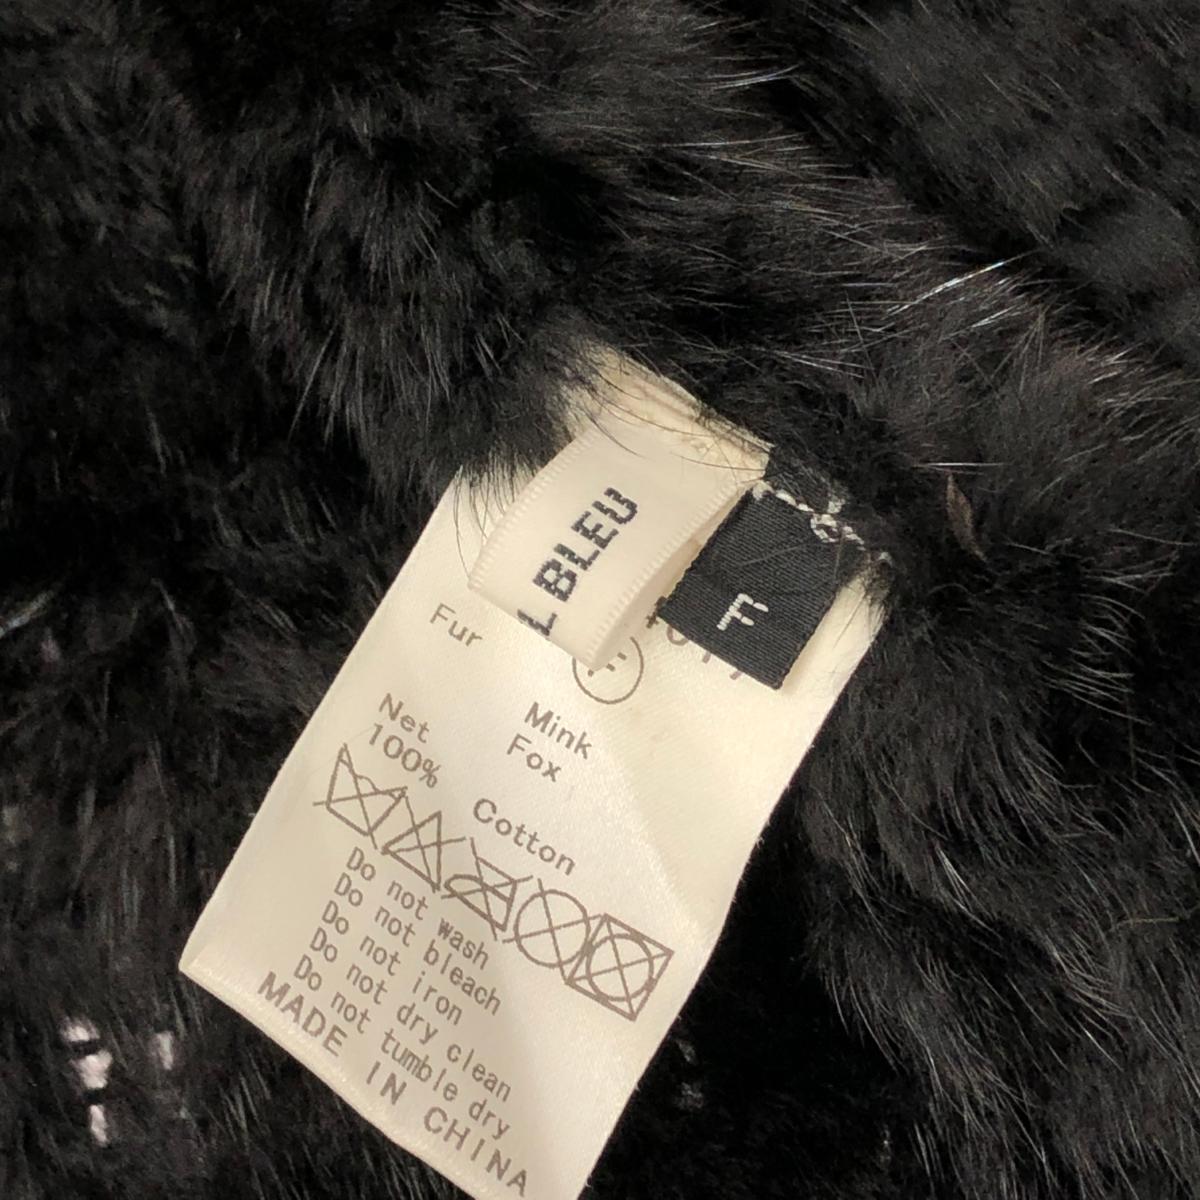 L BLEU
F
Fur
Mink
Fox
Net
100% Cotton
Do not wash
Do not bleach
Do not iron
Do not dry clean
Do not tumble dry
MADE IN CHINA